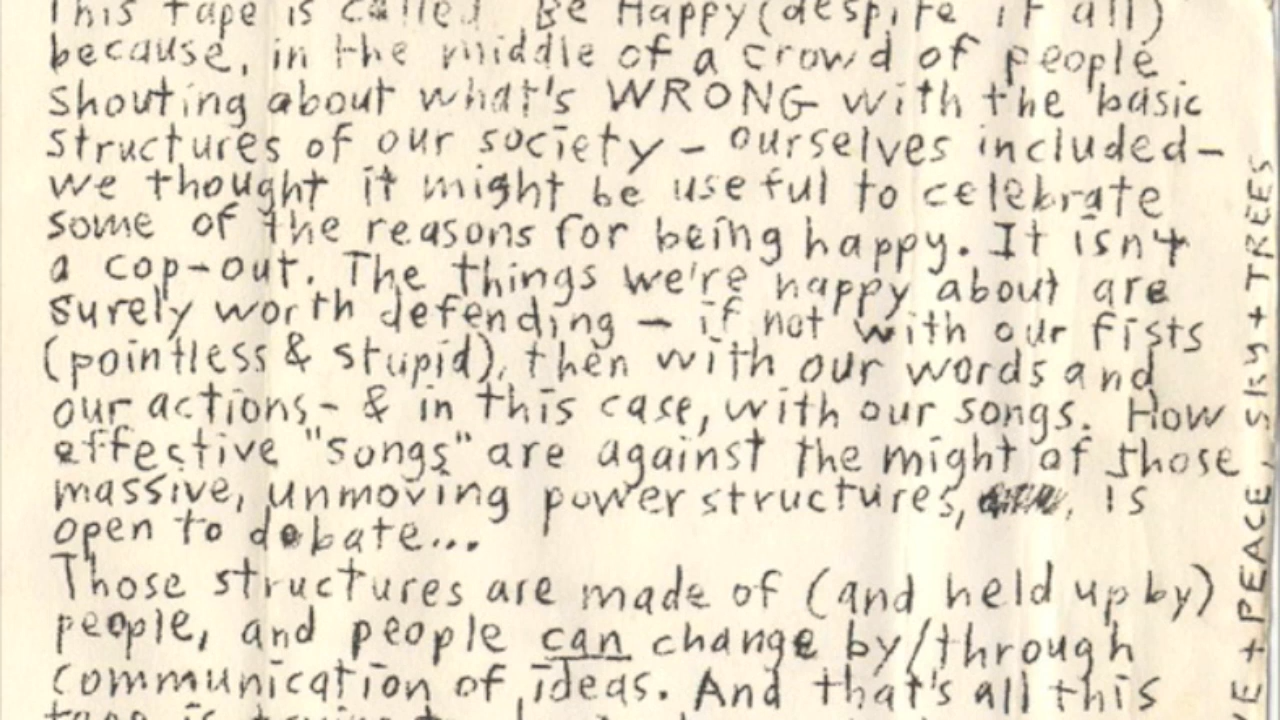 This tape is called Be Happy (despite it all)
because, in the middle of a crowd of people
shouting about what's WRONG with the basic
structures of our society - ourselves included -
we thought it might be useful to celebrate
some of the reasons for being happy. It isn't
a cop-out. The things we're happy about are
surely worth defending - if not with our fists
(pointless & stupid), then with our words and
our actions - & in this case, with our songs. How
effective "songs" are against the might of those
massive, unmoving power structures, is
open to debate...
Those structures are made of (and held up by)
people, and people can change by/through
communication of ideas. And that's all this
tape is trying to
+ PEACE, SKY + TREES